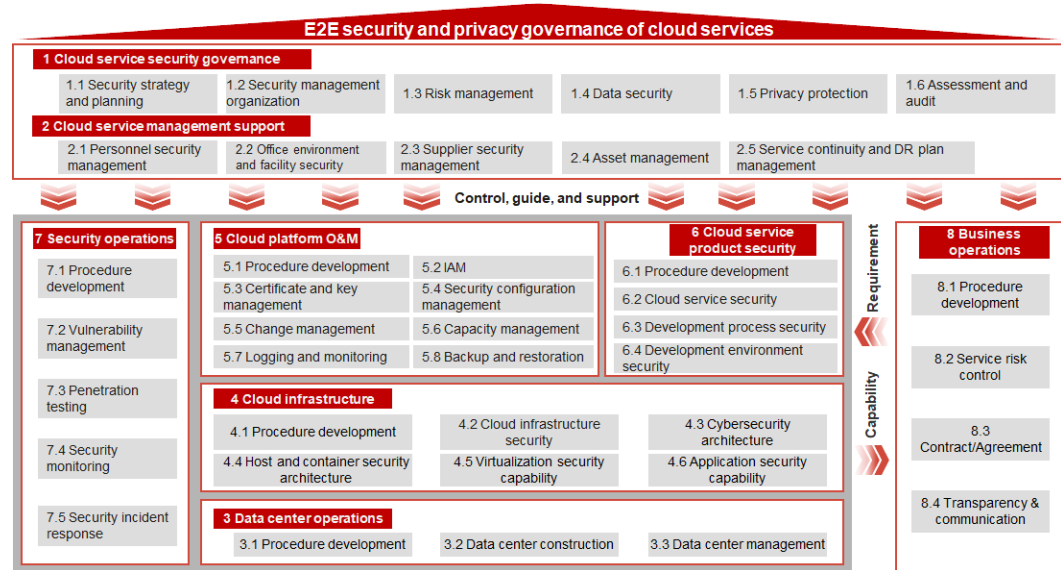 E2E security and privacy governance of cloud services
1 Cloud service security governance
1.1 Security strategy
and planning
1.2 Security management
organization
1.3 Risk management
1.4 Data security
1.5 Privacy protection
1.6 Assessment and
audit
2 Cloud service management support
2.1 Personnel security
management
2.2 Office environment
and facility security
2.3 Supplier security
management
2.4 Asset management
2.5 Service continuity and DR plan
management
Control, guide, and support
7 Security operations
7.1 Procedure
development
7.2 Vulnerability
management
7.3 Penetration
testing
7.4 Security
monitoring
7.5 Security incident
response
5 Cloud platform O&M
5.1 Procedure development
5.2 IAM
5.3 Certificate and key
management
5.4 Security configuration
management
5.5 Change management
5.6 Capacity management
5.7 Logging and monitoring
5.8 Backup and restoration
6 Cloud service
product security
6.1 Procedure development
6.2 Cloud service security
6.3 Development process security
6.4 Development environment
security
4 Cloud infrastructure
4.1 Procedure development
4.2 Cloud infrastructure
security
4.3 Cybersecurity
architecture
4.4 Host and container security
architecture
4.5 Virtualization security
capability
4.6 Application security
capability
3 Data center operations
3.1 Procedure development
3.2 Data center construction
3.3 Data center management
Requirement
Capability
8 Business
operations
8.1 Procedure
development
8.2 Service risk
control
8.3
Contract/Agreement
8.4 Transparency &
communication